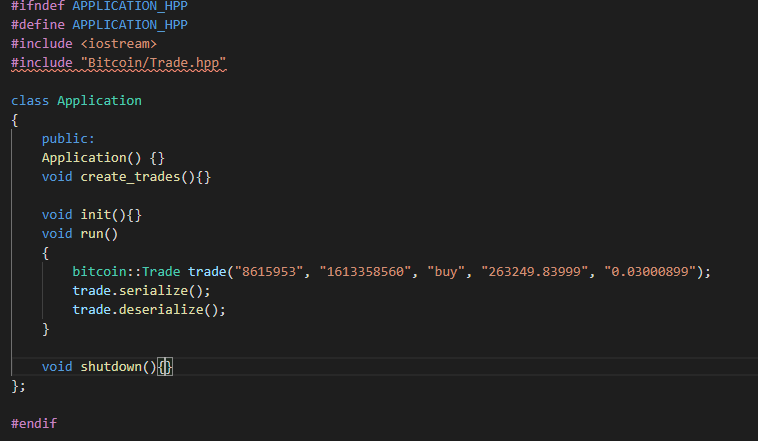 #ifndef APPLICATION_HPP
#define APPLICATION_HPP
#include <iostream>
#include "Bitcoin/Trade.hpp"
class Application
{
public:
Application() {}
void create_trades(){}
void init(){}
void run()
{
bitcoin::Trade trade("8615953", "1613358560", "buy", "263249.83999", "0.03000899");
trade.serialize();
trade.deserialize();
}
void shutdown(){}
};
#endif